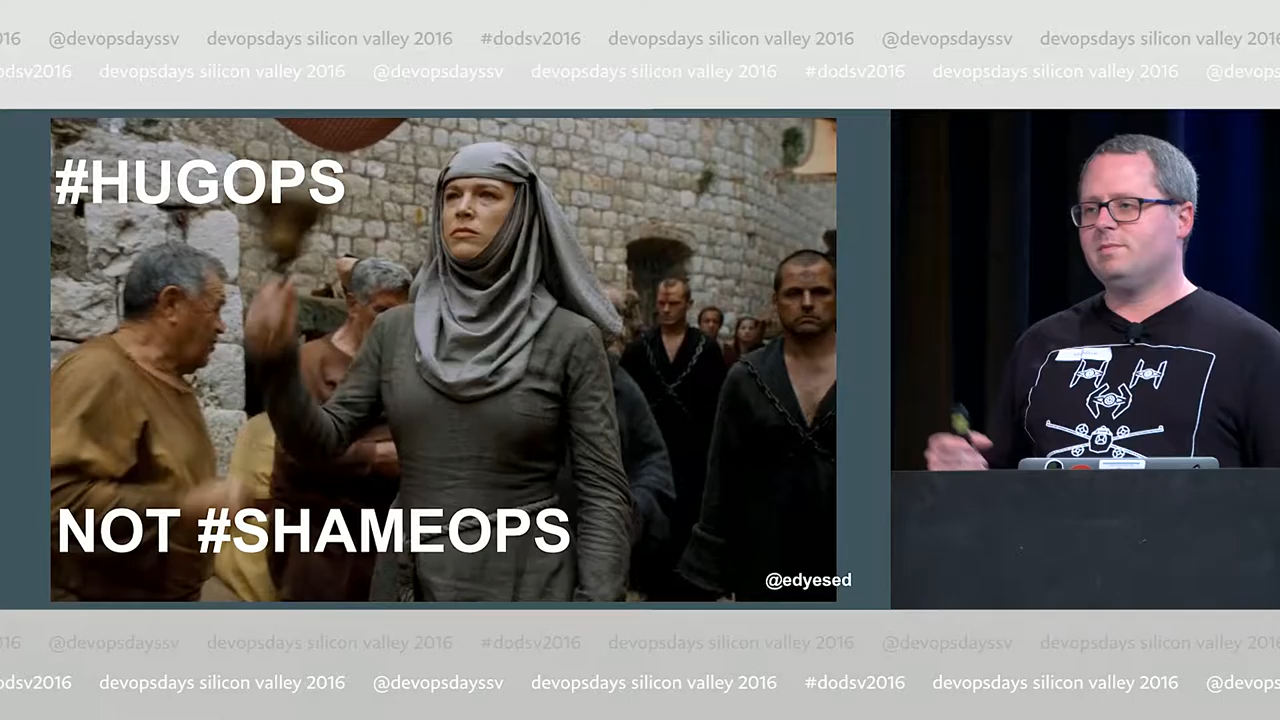 16 @devopsdayssv devopsdays silicon valley 2016 #dodsv2016 devopsdays silicon valley 2016 @devopsdayssv devopsdays silicon valley 2016
odsv2016 devopsdays silicon valley 2016 @devopsdayssv devopsdays silicon valley 2016 #dodsv2016 devopsdays silicon valley 2016 @devops
#HUGOPS
NOT #SHAMEOPS
@edyesed
16 @devopsdayssv devopsdays silicon valley 2016 #dodsv2016 devopsdays silicon valley 2016 @devopsdayssv devopsdays silicon valley 2016
odsv2016 devopsdays silicon valley 2016 @devopsdayssv devopsdays silicon valley 2016 #dodsv2016 devopsdays silicon valley 2016 @devops